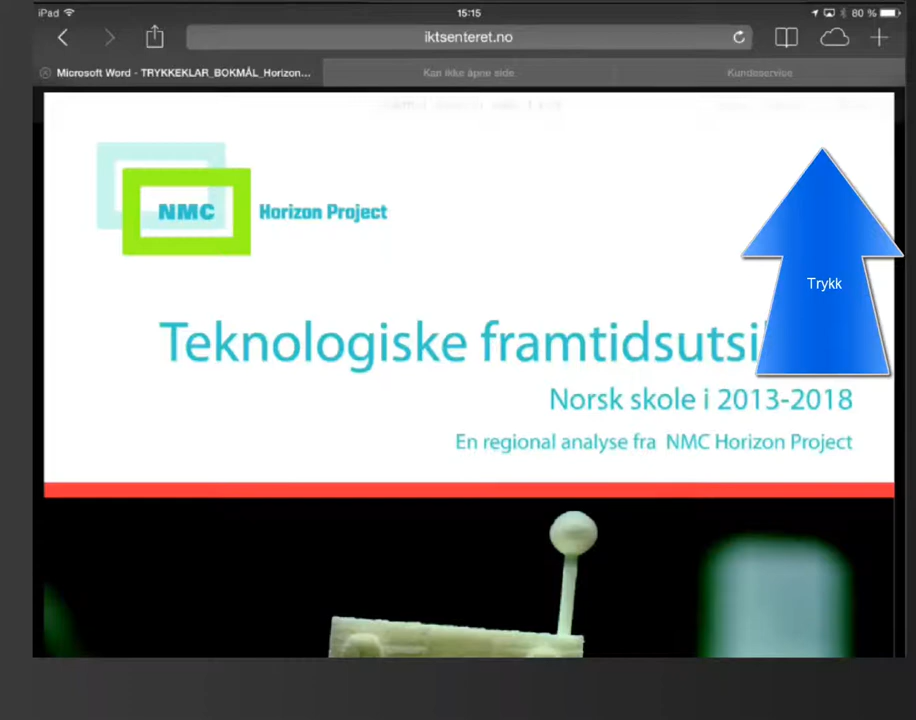 iPad 15:15 80 %
iktsenteret.no
Microsoft Word - TRYKKEKLAR_BOKMÅL_Horizon... Kan ikke åpne side Kundeservice
NMC Horizon Project
Trykk
Teknologiske framtidsutsi
Norsk skole i 2013-2018
En regional analyse fra NMC Horizon Project